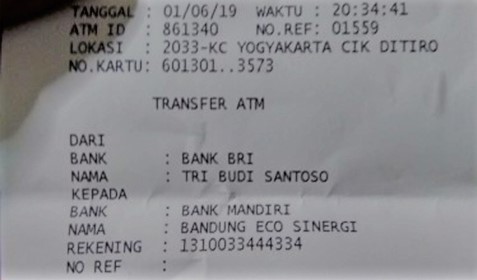 TANGGAL : 01/06/19 WAKTU : 20:34:41
ATM ID : 861340 NO.REF: 01559
LOKASI : 2033-KC YOGYAKARTA CIK DITIRO
NO.KARTU: 601301..3573
TRANSFER ATM
DARI
BANK : BANK BRI
NAMA : TRI BUDI SANTOSO
KEPADA
BANK : BANK MANDIRI
NAMA : BANDUNG ECO SINERGI
REKENING : 1310033444334
NO REF :